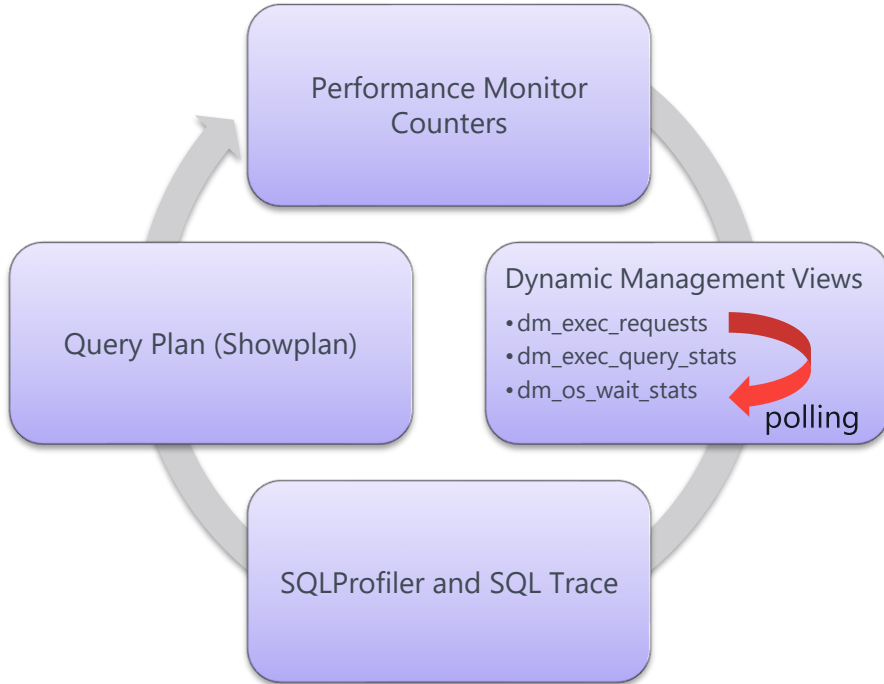 Performance Monitor
Counters
Dynamic Management Views
•dm_exec_requests
•dm_exec_query_stats
•dm_os_wait_stats
polling
Query Plan (Showplan)
SQLProfiler and SQL Trace